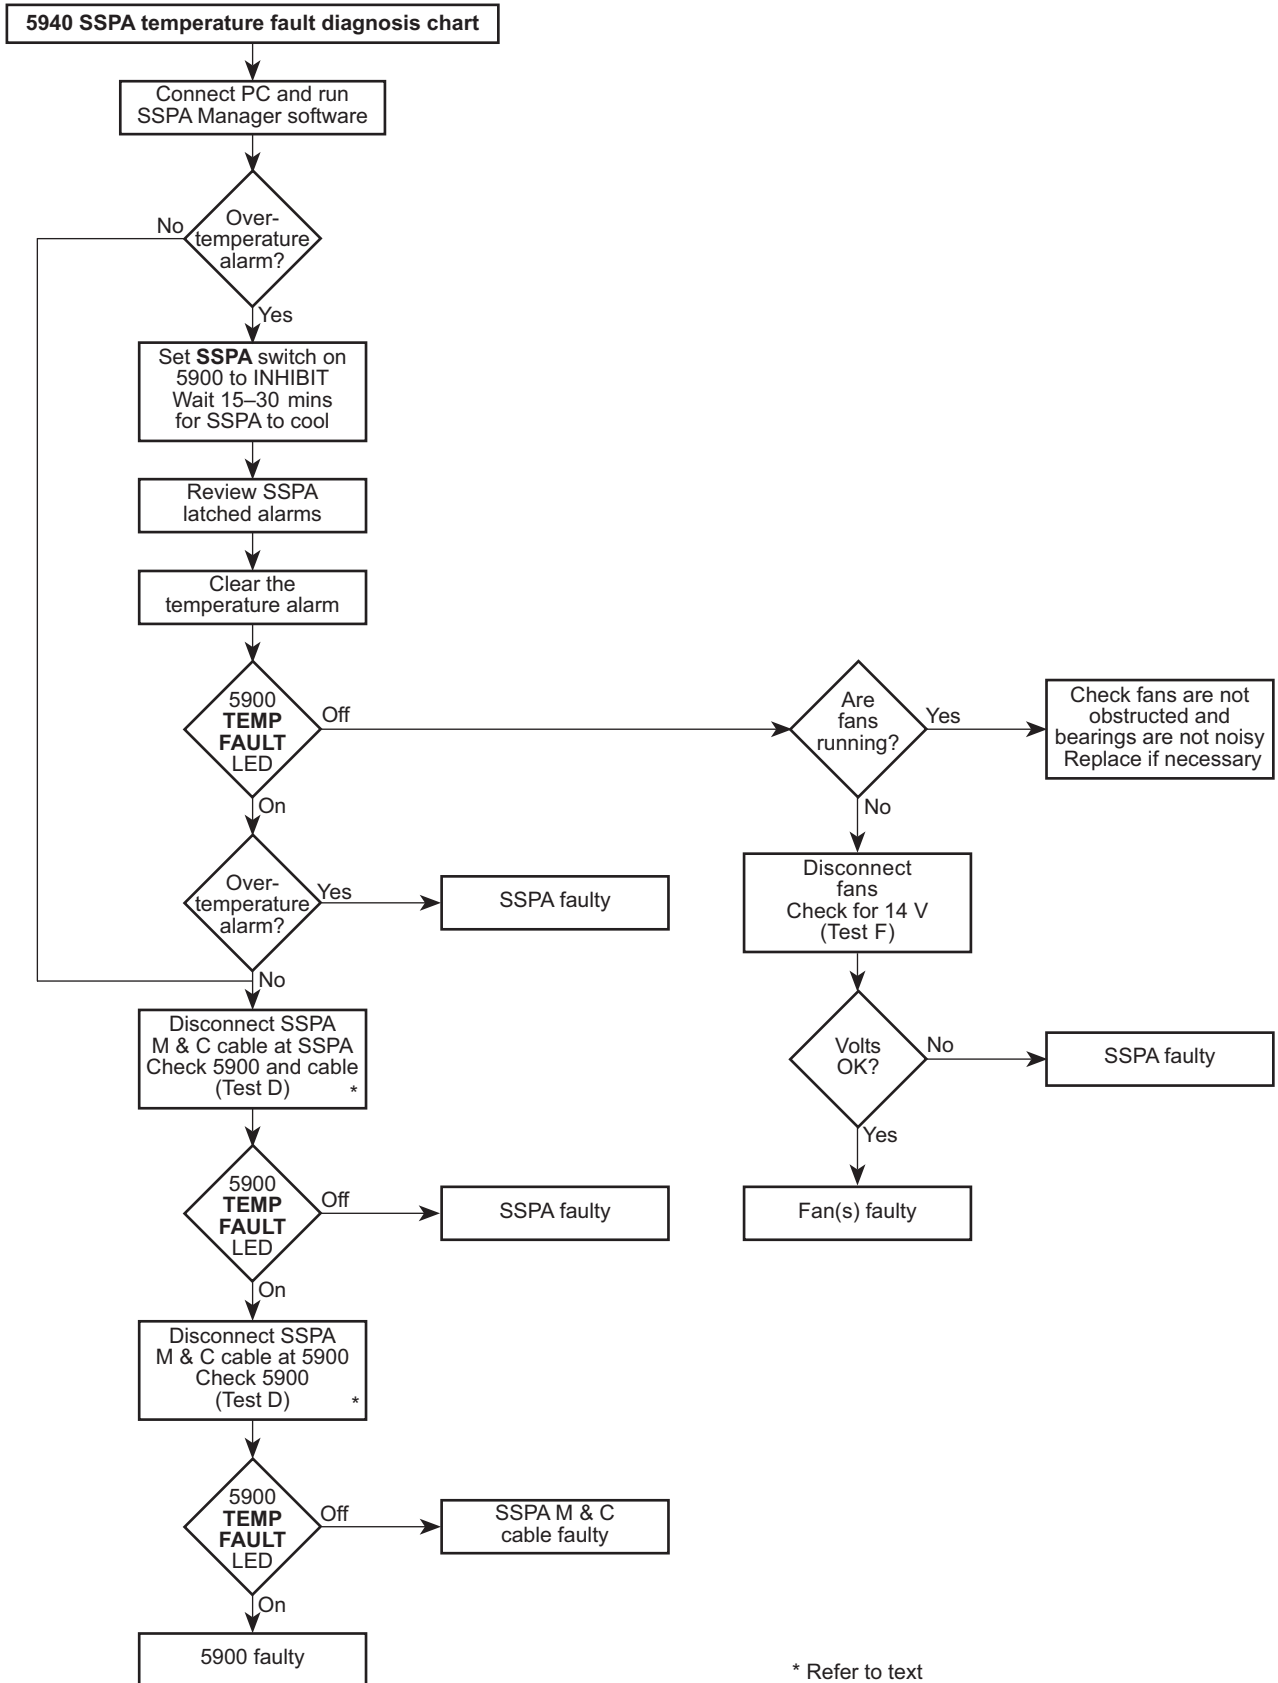 5940 SSPA temperature fault diagnosis chart
Connect PC and run
SSPA Manager software
Over-
temperature
alarm?
No
Yes
Set SSPA switch on
5900 to INHIBIT
Wait 15–30 mins
for SSPA to cool
Review SSPA
latched alarms
Clear the
temperature alarm
5900
TEMP
FAULT
LED
Off
On
Are
fans
running?
Yes
No
Check fans are not
obstructed and
bearings are not noisy
Replace if necessary
Over-
temperature
alarm?
Yes
No
SSPA faulty
Disconnect
fans
Check for 14 V
(Test F)
Disconnect SSPA
M & C cable at SSPA
Check 5900 and cable
(Test D) *
Volts
OK?
No
Yes
SSPA faulty
5900
TEMP
FAULT
LED
Off
On
SSPA faulty
Fan(s) faulty
Disconnect SSPA
M & C cable at 5900
Check 5900
(Test D) *
5900
TEMP
FAULT
LED
Off
On
SSPA M & C
cable faulty
5900 faulty
* Refer to text